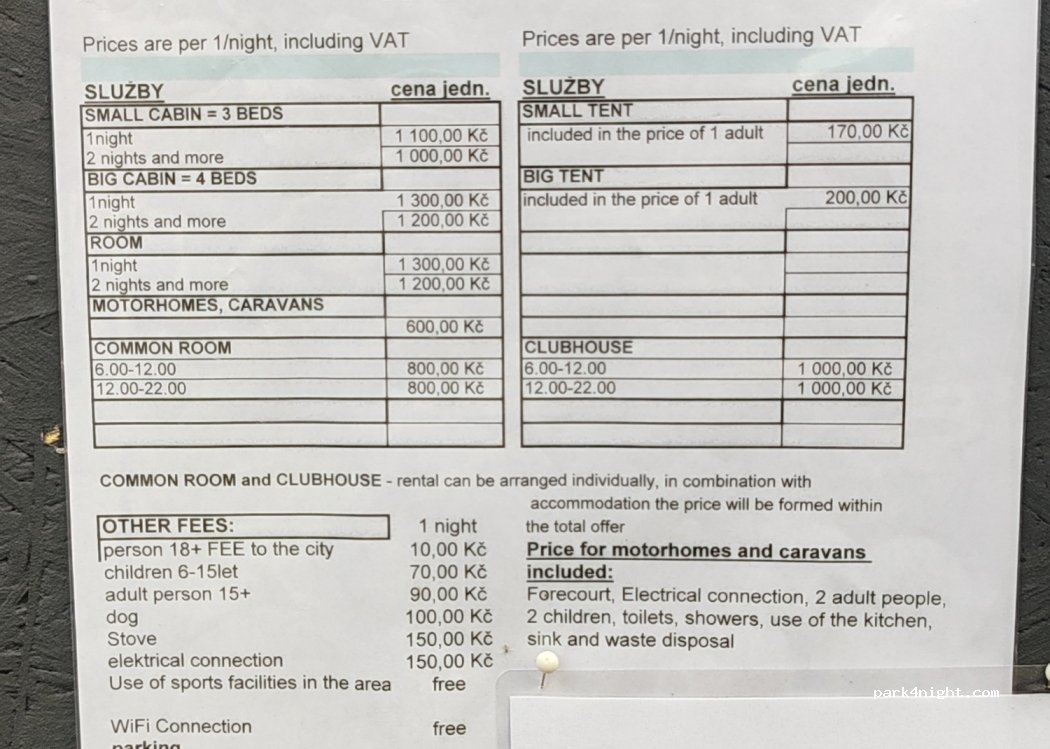 Prices are per 1/night, including VAT
SLUŽBY cena jedn.
SMALL CABIN = 3 BEDS
1night 1 100,00 Kč
2 nights and more 1 000,00 Kč
BIG CABIN = 4 BEDS
1night 1 300,00 Kč
2 nights and more 1 200,00 Kč
ROOM
1night 1 300,00 Kč
2 nights and more 1 200,00 Kč
MOTORHOMES, CARAVANS
600,00 Kč
COMMON ROOM
6.00-12.00 800,00 Kč
12.00-22.00 800,00 Kč
Prices are per 1/night, including VAT
SLUŽBY cena jedn.
SMALL TENT
included in the price of 1 adult 170,00 Kč
BIG TENT
included in the price of 1 adult 200,00 Kč
CLUBHOUSE
6.00-12.00 1 000,00 Kč
12.00-22.00 1 000,00 Kč
COMMON ROOM and CLUBHOUSE - rental can be arranged individually, in combination with
accommodation the price will be formed within
the total offer
OTHER FEES: 1 night
person 18+ FEE to the city 10,00 Kč
children 6-15let 70,00 Kč
adult person 15+ 90,00 Kč
dog 100,00 Kč
Stove 150,00 Kč
elektrical connection 150,00 Kč
Use of sports facilities in the area free
WiFi Connection free
parking
Price for motorhomes and caravans
included:
Forecourt, Electrical connection, 2 adult people,
2 children, toilets, showers, use of the kitchen,
sink and waste disposal
park4night.com